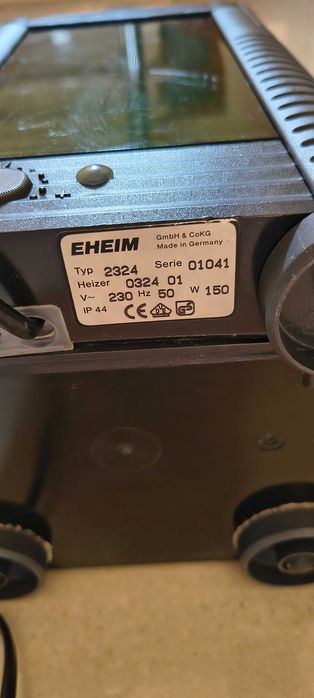 EHEIM GmbH & CoKG
Made in Germany
Typ 2324 Serie 01041
Heizer 0324 01
V~ 230 Hz 50 W 150
IP 44 CE